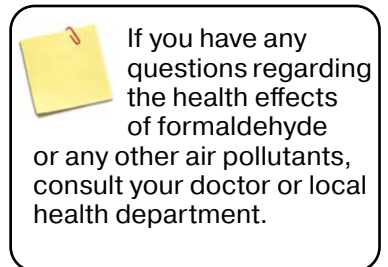 If you have any
questions regarding
the health effects
of formaldehyde
or any other air pollutants,
consult your doctor or local
health department.